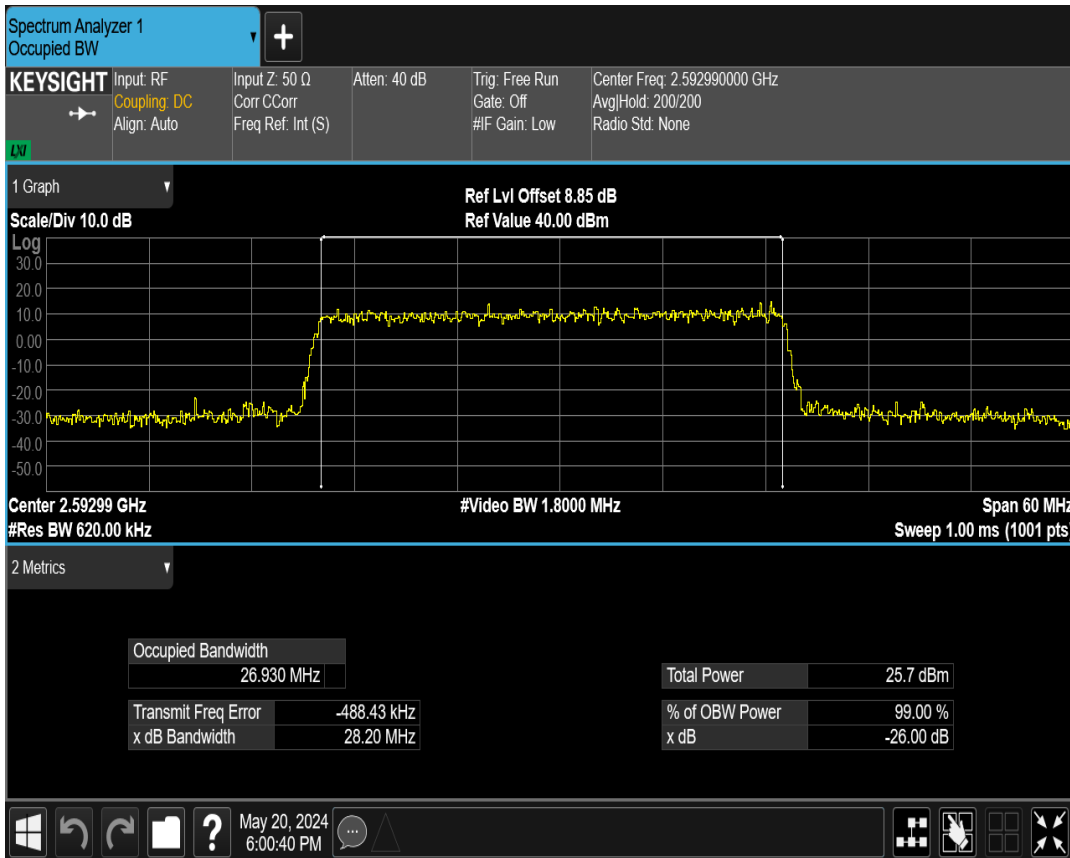 Spectrum Analyzer 1
Occupied BW
+
KEYSIGHT
LXI
Input: RF
Coupling: DC
Align: Auto
Input Z: 50 Ω
Corr CCorr
Freq Ref: Int (S)
Atten: 40 dB
Trig: Free Run
Gate: Off
#IF Gain: Low
Center Freq: 2.592990000 GHz
Avg|Hold: 200/200
Radio Std: None
1 Graph
Scale/Div 10.0 dB
Ref Lvl Offset 8.85 dB
Ref Value 40.00 dBm
Log
30.0
20.0
10.0
0.00
-10.0
-20.0
-30.0
-40.0
-50.0
Center 2.59299 GHz
#Video BW 1.8000 MHz
Span 60 MHz
#Res BW 620.00 kHz
Sweep 1.00 ms (1001 pts)
2 Metrics
Occupied Bandwidth
26.930 MHz
Total Power 25.7 dBm
Transmit Freq Error -488.43 kHz
% of OBW Power 99.00 %
x dB Bandwidth 28.20 MHz
x dB -26.00 dB
?
May 20, 2024
6:00:40 PM